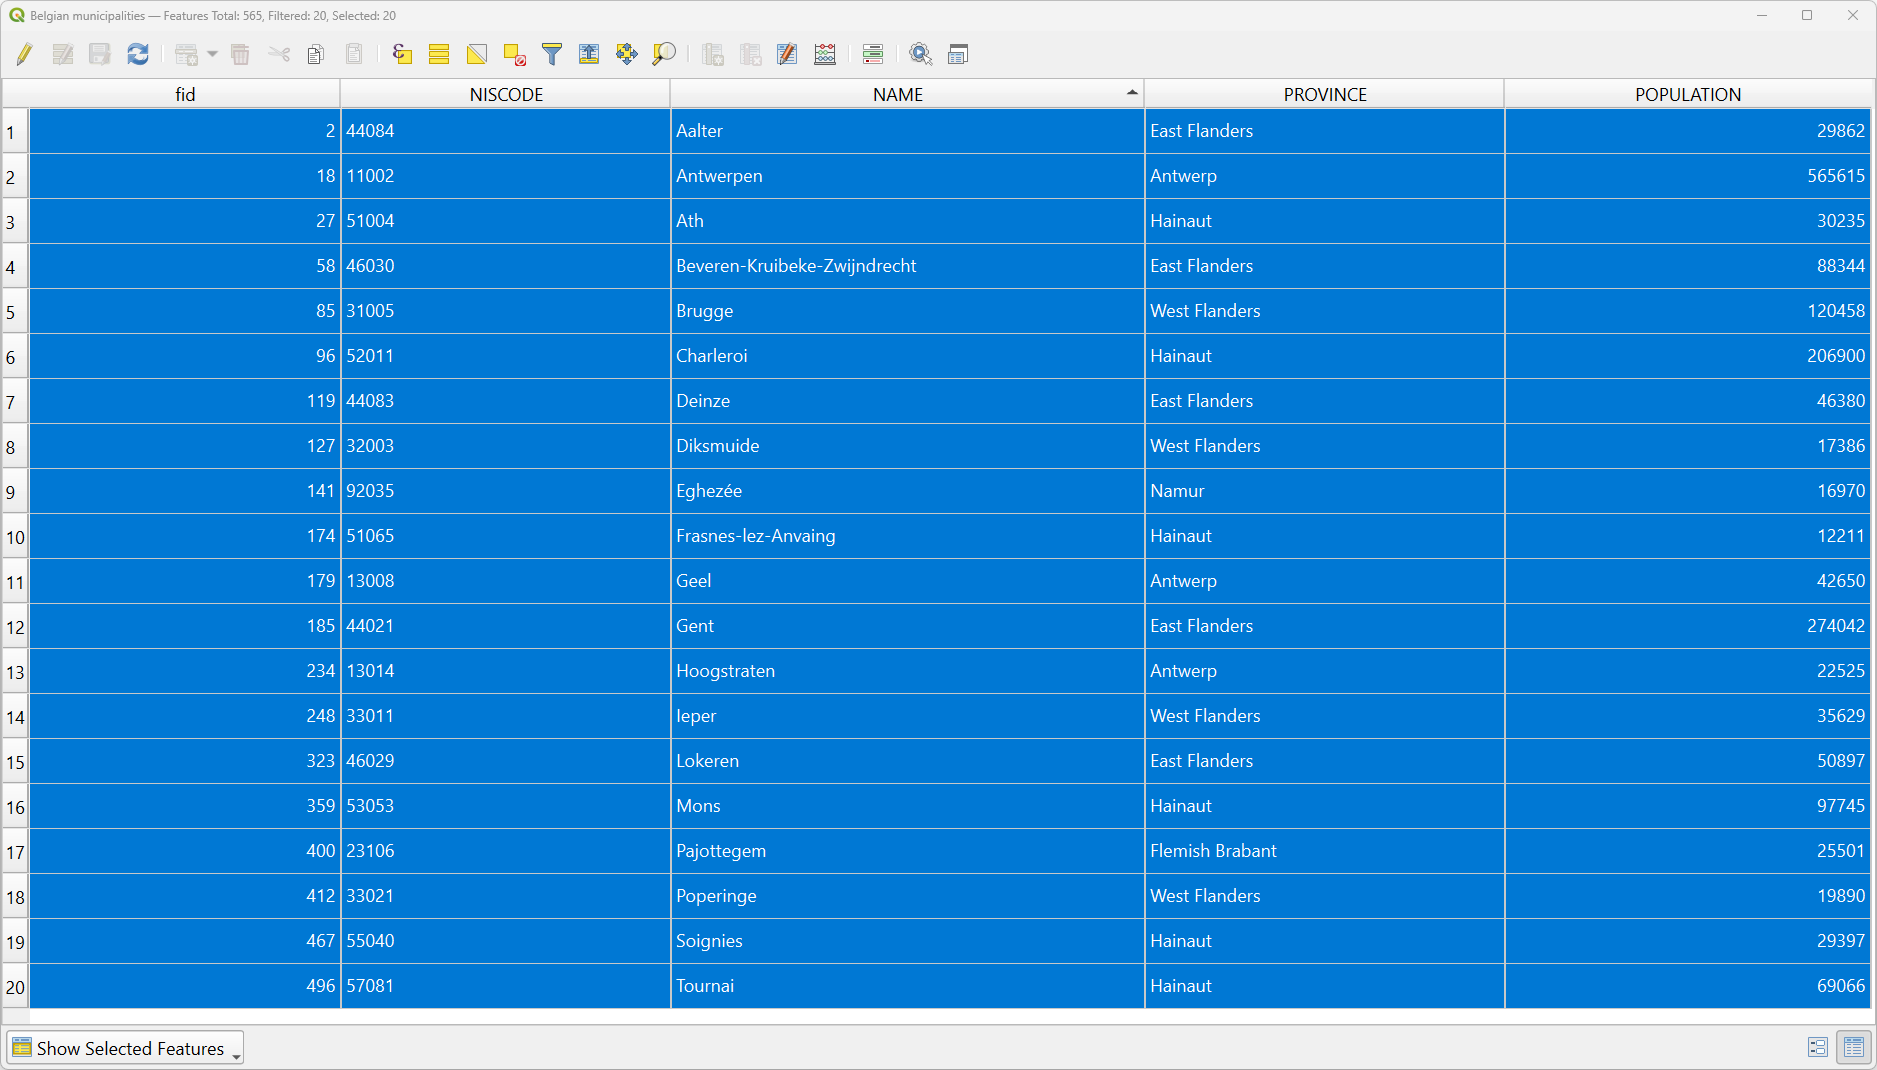 Belgian municipalities — Features Total: 565, Filtered: 20, Selected: 20
fid NISCODE NAME PROVINCE POPULATION
1 2 44084 Aalter East Flanders 29862
2 18 11002 Antwerpen Antwerp 565615
3 27 51004 Ath Hainaut 30235
4 58 46030 Beveren-Kruibeke-Zwijndrecht East Flanders 88344
5 85 31005 Brugge West Flanders 120458
6 96 52011 Charleroi Hainaut 206900
7 119 44083 Deinze East Flanders 46380
8 127 32003 Diksmuide West Flanders 17386
9 141 92035 Eghezée Namur 16970
10 174 51065 Frasnes-lez-Anvaing Hainaut 12211
11 179 13008 Geel Antwerp 42650
12 185 44021 Gent East Flanders 274042
13 234 13014 Hoogstraten Antwerp 22525
14 248 33011 Ieper West Flanders 35629
15 323 46029 Lokeren East Flanders 50897
16 359 53053 Mons Hainaut 97745
17 400 23106 Pajottegem Flemish Brabant 25501
18 412 33021 Poperinge West Flanders 19890
19 467 55040 Soignies Hainaut 29397
20 496 57081 Tournai Hainaut 69066
Show Selected Features